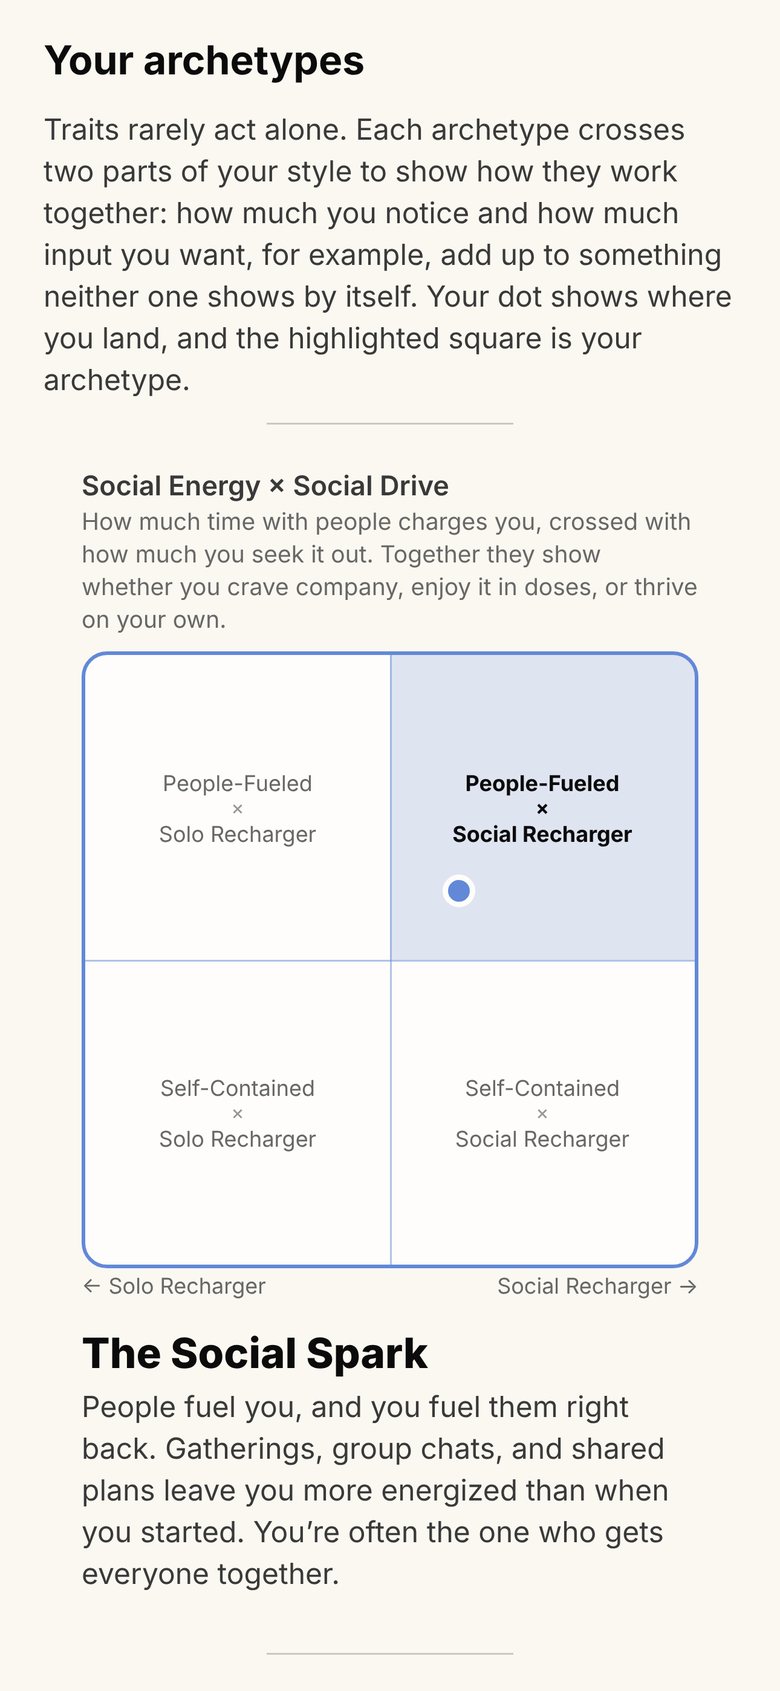 Your archetypes
Traits rarely act alone. Each archetype crosses
two parts of your style to show how they work
together: how much you notice and how much
input you want, for example, add up to something
neither one shows by itself. Your dot shows where
you land, and the highlighted square is your
archetype.
Social Energy × Social Drive
How much time with people charges you, crossed with
how much you seek it out. Together they show
whether you crave company, enjoy it in doses, or thrive
on your own.
People-Fueled
×
Solo Recharger
People-Fueled
×
Social Recharger
Self-Contained
×
Solo Recharger
Self-Contained
×
Social Recharger
← Solo Recharger
Social Recharger →
The Social Spark
People fuel you, and you fuel them right
back. Gatherings, group chats, and shared
plans leave you more energized than when
you started. You’re often the one who gets
everyone together.